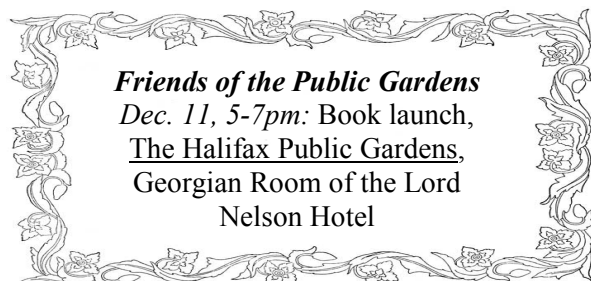 Friends of the Public Gardens
Dec. 11, 5-7pm: Book launch,
The Halifax Public Gardens,
Georgian Room of the Lord
Nelson Hotel